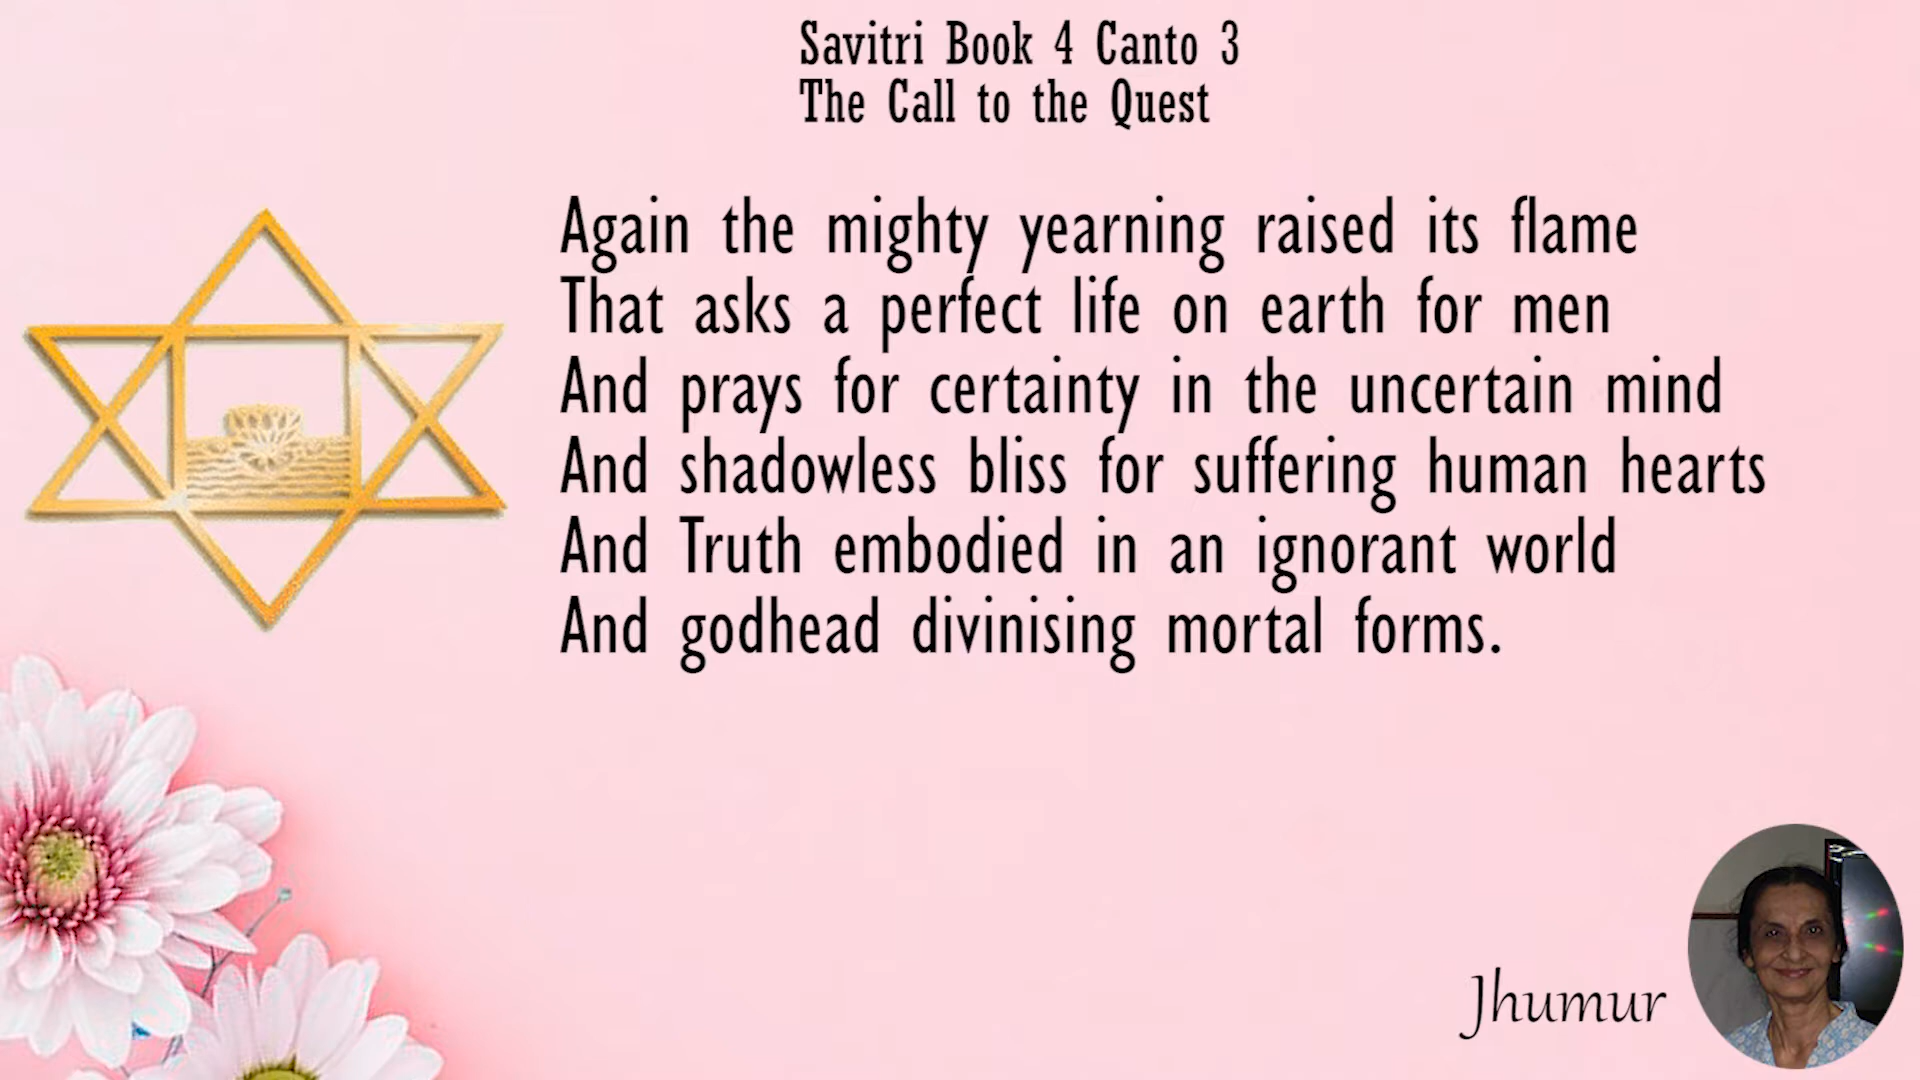 Savitri Book 4 Canto 3
The Call to the Quest
Again the mighty yearning raised its flame
That asks a perfect life on earth for men
And prays for certainty in the uncertain mind
And shadowless bliss for suffering human hearts
And Truth embodied in an ignorant world
And godhead divinising mortal forms.
Jhumur